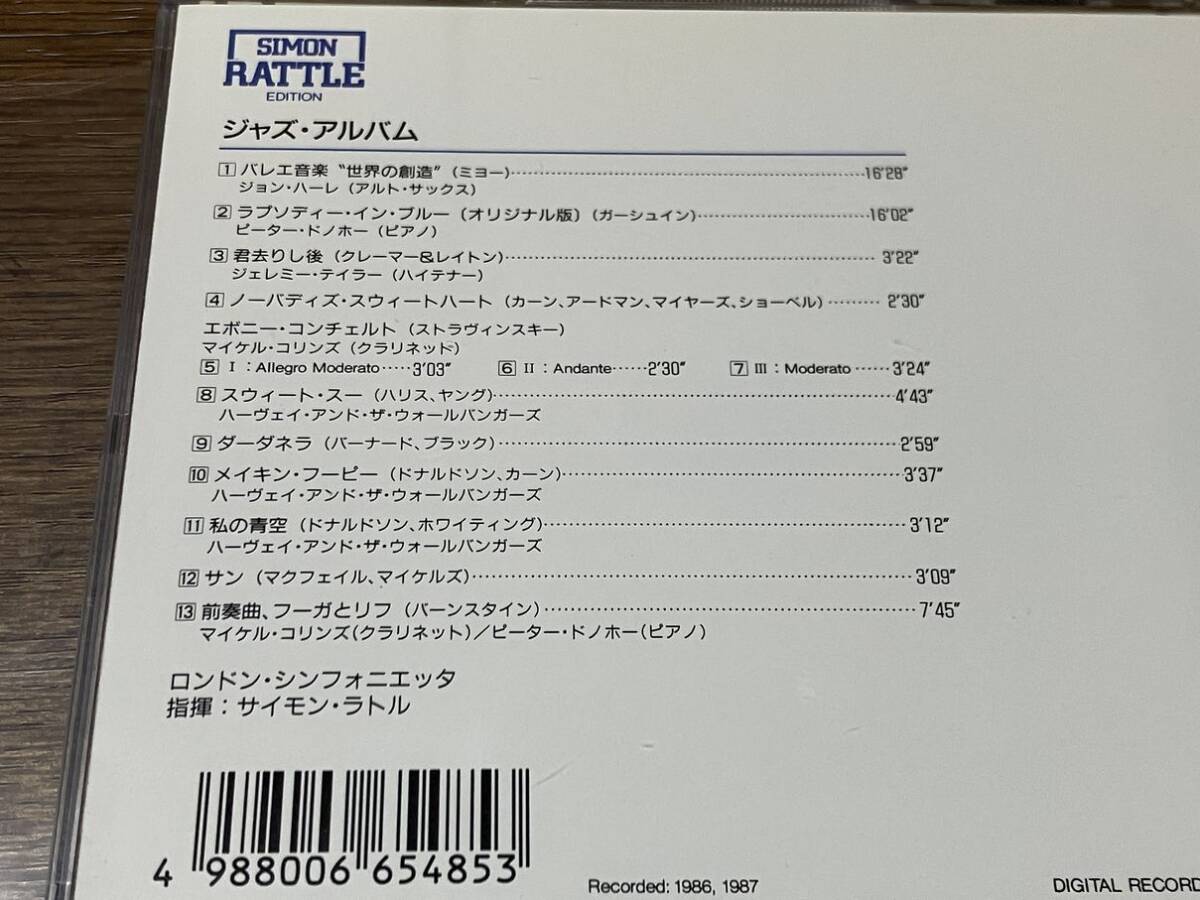 SIMON
RATTLE
EDITION
ジャズ・アルバム
1 バレエ音楽 “世界の創造” (ミヨー)……16'28"
ジョン・ハーレ (アルト・サックス)
2 ラプソディー・イン・ブルー (オリジナル版) (ガーシュイン)……16'02"
ピーター・ドノホー (ピアノ)
3 君去りし後 (クレーマー&レイトン)……3'22"
ジェレミー・テイラー (ハイテナー)
4 ノーバディズ・スウィートハート (カーン、アードマン、マイヤーズ、ショーベル)……2'30"
エボニー・コンチェルト (ストラヴィンスキー)
マイケル・コリンズ (クラリネッド)
5 I : Allegro Moderato……3'03" 6 II : Andante……2'30" 7 III : Moderato……3'24"
8 スウィート・スー (ハリス、ヤング)……4'43"
ハーヴェイ・アンド・ザ・ウォールバンガーズ
9 ダーダネラ (バーナード、ブラック)……2'59"
10 メイキン・フーピー (ドナルドソン、カーン)……3'37"
ハーヴェイ・アンド・ザ・ウォールバンガーズ
11 私の青空 (ドナルドソン、ホワイティング)……3'12"
ハーヴェイ・アンド・ザ・ウォールバンガーズ
12 サン (マクフェイル、マイケルズ)……3'09"
13 前奏曲、フーガとリフ (バーンスタイン)……7'45"
マイケル・コリンズ(クラリネット)/ピーター・ドノホー(ピアノ)
ロンドン・シンフォニエッタ
指揮:サイモン・ラトル
4 988006 654853
Recorded: 1986, 1987
DIGITAL RECORD